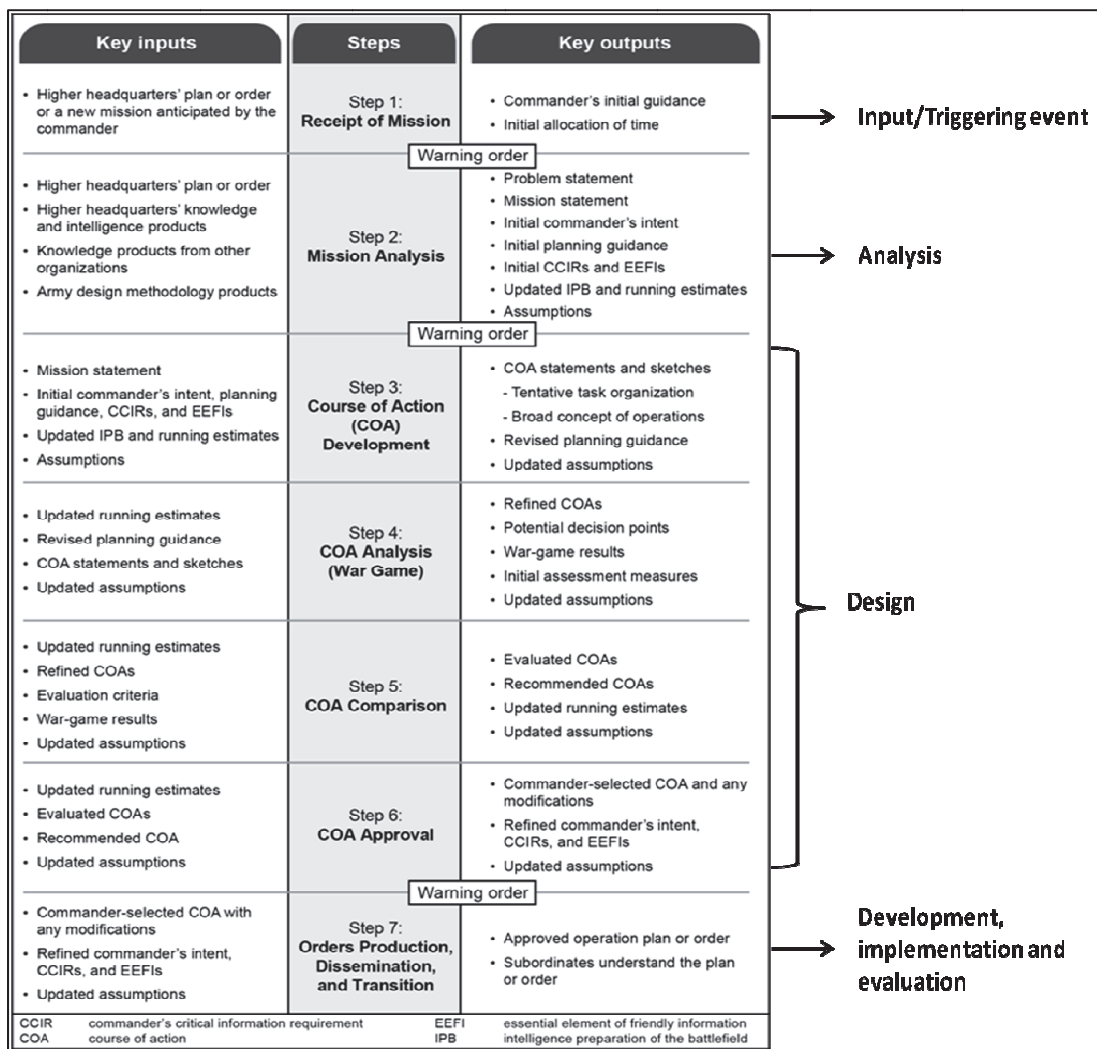 Key inputs
Steps
Key outputs
• Higher headquarters' plan or order
or a new mission anticipated by the
commander
Step 1:
Receipt of Mission
• Commander's initial guidance
• Initial allocation of time
Input/Triggering event
Warning order
• Higher headquarters' plan or order
• Higher headquarters' knowledge
and intelligence products
• Knowledge products from other
organizations
• Army design methodology products
Step 2:
Mission Analysis
• Problem statement
• Mission statement
• Initial commander's intent
• Initial planning guidance
• Initial CCIRs and EEFIs
• Updated IPB and running estimates
• Assumptions
Analysis
Warning order
• Mission statement
• Initial commander's intent, planning
guidance, CCIRs, and EEFIs
• Updated IPB and running estimates
• Assumptions
Step 3:
Course of Action
(COA)
Development
• COA statements and sketches
- Tentative task organization
- Broad concept of operations
• Revised planning guidance
• Updated assumptions
• Updated running estimates
• Revised planning guidance
• COA statements and sketches
• Updated assumptions
Step 4:
COA Analysis
(War Game)
• Refined COAs
• Potential decision points
• War-game results
• Initial assessment measures
• Updated assumptions
Design
• Updated running estimates
• Refined COAs
• Evaluation criteria
• War-game results
• Updated assumptions
Step 5:
COA Comparison
• Evaluated COAs
• Recommended COAs
• Updated running estimates
• Updated assumptions
• Updated running estimates
• Evaluated COAs
• Recommended COA
• Updated assumptions
Step 6:
COA Approval
• Commander-selected COA and any
modifications
• Refined commander's intent,
CCIRs, and EEFIs
• Updated assumptions
Warning order
• Commander-selected COA with
any modifications
• Refined commander's intent,
CCIRs, and EEFIs
• Updated assumptions
Step 7:
Orders Production,
Dissemination,
and Transition
• Approved operation plan or order
• Subordinates understand the plan
or order
Development,
implementation and
evaluation
CCIR commander's critical information requirement
EEFI essential element of friendly information
COA course of action
IPB intelligence preparation of the battlefield